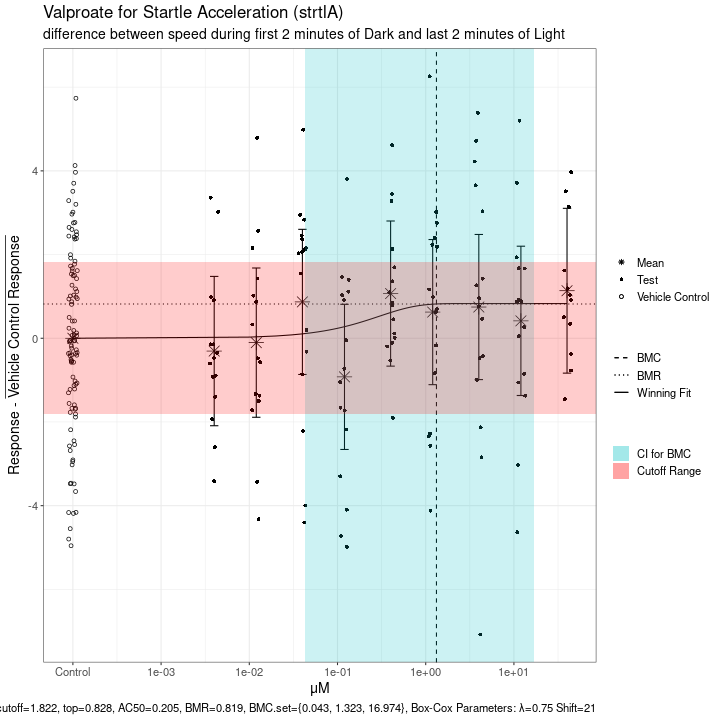 Valproate for Startle Acceleration (strtlA)
difference between speed during first 2 minutes of Dark and last 2 minutes of Light
Response - Vehicle Control Response
4
0
-4
Control
1e-03
1e-02
1e-01
1e+00
1e+01
μM
Mean
Test
Vehicle Control
BMC
BMR
Winning Fit
CI for BMC
Cutoff Range
cutoff=1.822, top=0.828, AC50=0.205, BMR=0.819, BMC.set={0.043, 1.323, 16.974}, Box-Cox Parameters: λ=0.75 Shift=21